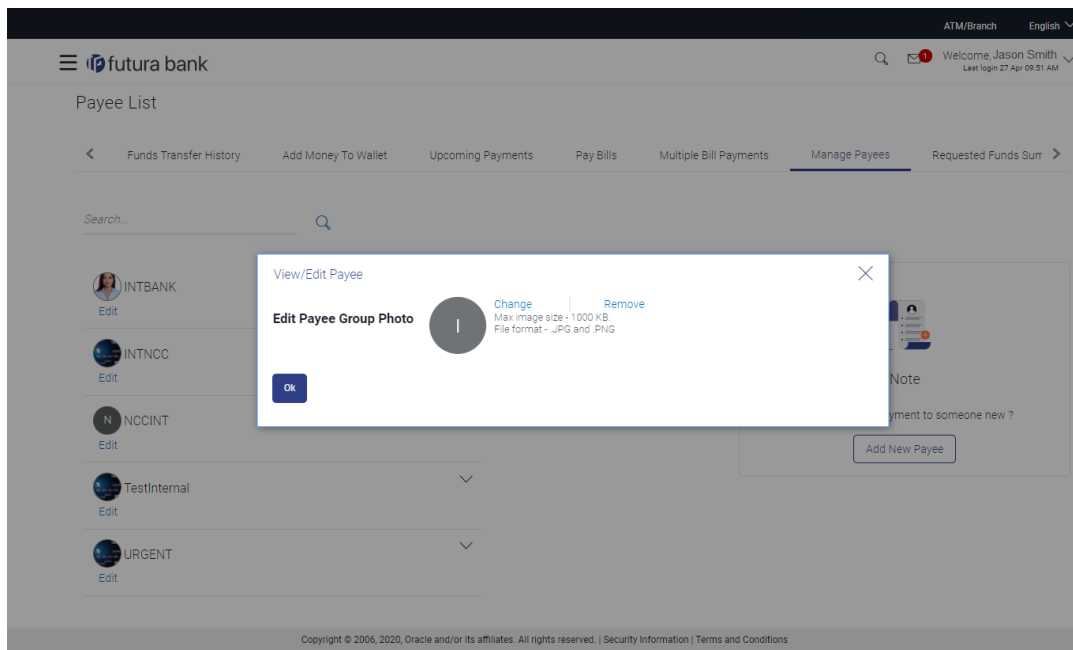 ATM/Branch English
futura bank
1
Welcome, Jason Smith
Last login 27 Apr 09:51 AM
Payee List
Funds Transfer History Add Money To Wallet Upcoming Payments Pay Bills Multiple Bill Payments Manage Payees Requested Funds Sum
Search...
INTBANK
Edit
INTNCC
Edit
N NCCINT
Edit
TestInternal
Edit
URGENT
Edit
View/Edit Payee
Edit Payee Group Photo
I
Change Remove
Max image size - 1000 KB.
File format - .JPG and .PNG
Ok
Note
yment to someone new ?
Add New Payee
Copyright © 2006, 2020, Oracle and/or its affiliates. All rights reserved. | Security Information | Terms and Conditions